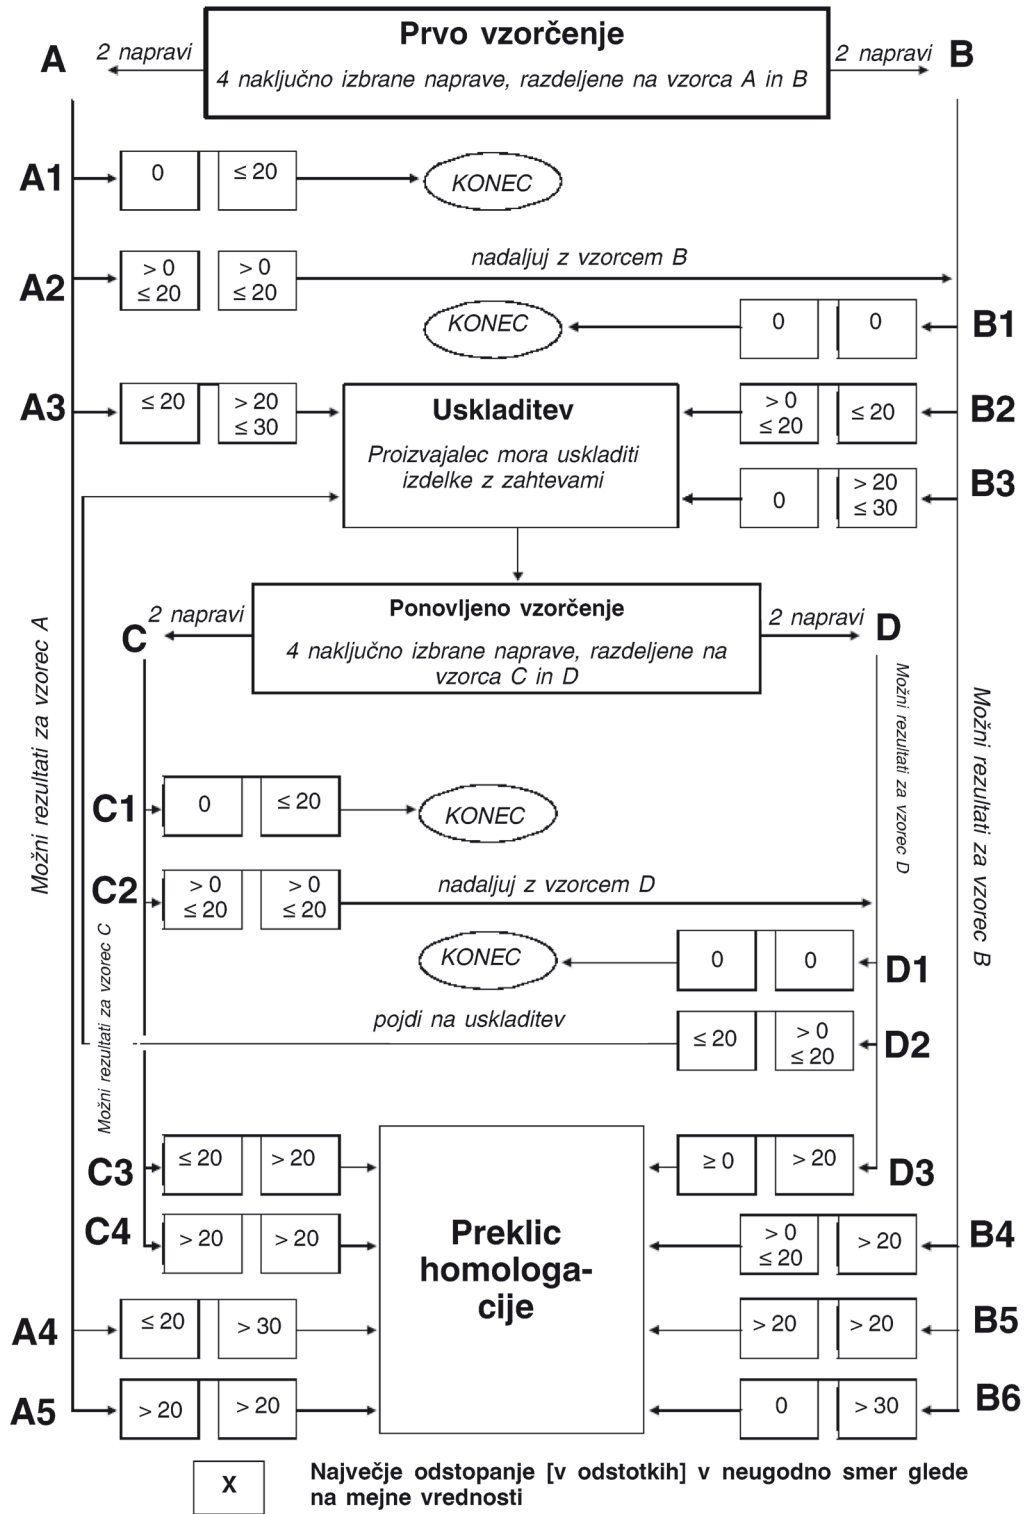 Prvo vzorčenje
A 2 napravi 2 napravi B
4 naključno izbrane naprave, razdeljene na vzorca A in B
A1 0 ≤ 20 KONEC
nadaljuj z vzorcem B
A2 > 0 > 0
≤ 20 ≤ 20
KONEC 0 0 B1
A3 ≤ 20 > 20
≤ 30
Uskladitev
Proizvajalec mora uskladiti
izdelke z zahtevami
> 0
≤ 20 ≤ 20 B2
0 > 20
≤ 30 B3
Ponovljeno vzorčenje
C 2 napravi 2 napravi D
4 naključno izbrane naprave, razdeljene na
vzorca C in D
Možni rezultati za vzorec A
Možni rezultati za vzorec D
Možni rezultati za vzorec B
C1 0 ≤ 20 KONEC
C2 > 0 > 0
≤ 20 ≤ 20
nadaljuj z vzorcem D
Možni rezultati za vzorec C
KONEC 0 0 D1
pojdi na uskladitev
≤ 20 > 0
≤ 20 D2
C3 ≤ 20 > 20
≥ 0 > 20 D3
C4 > 20 > 20
Preklic
homologa-
cije
> 0
≤ 20 > 20 B4
A4 ≤ 20 > 30
> 20 > 20 B5
A5 > 20 > 20
0 > 30 B6
X
Največje odstopanje [v odstotkih] v neugodno smer glede
na mejne vrednosti